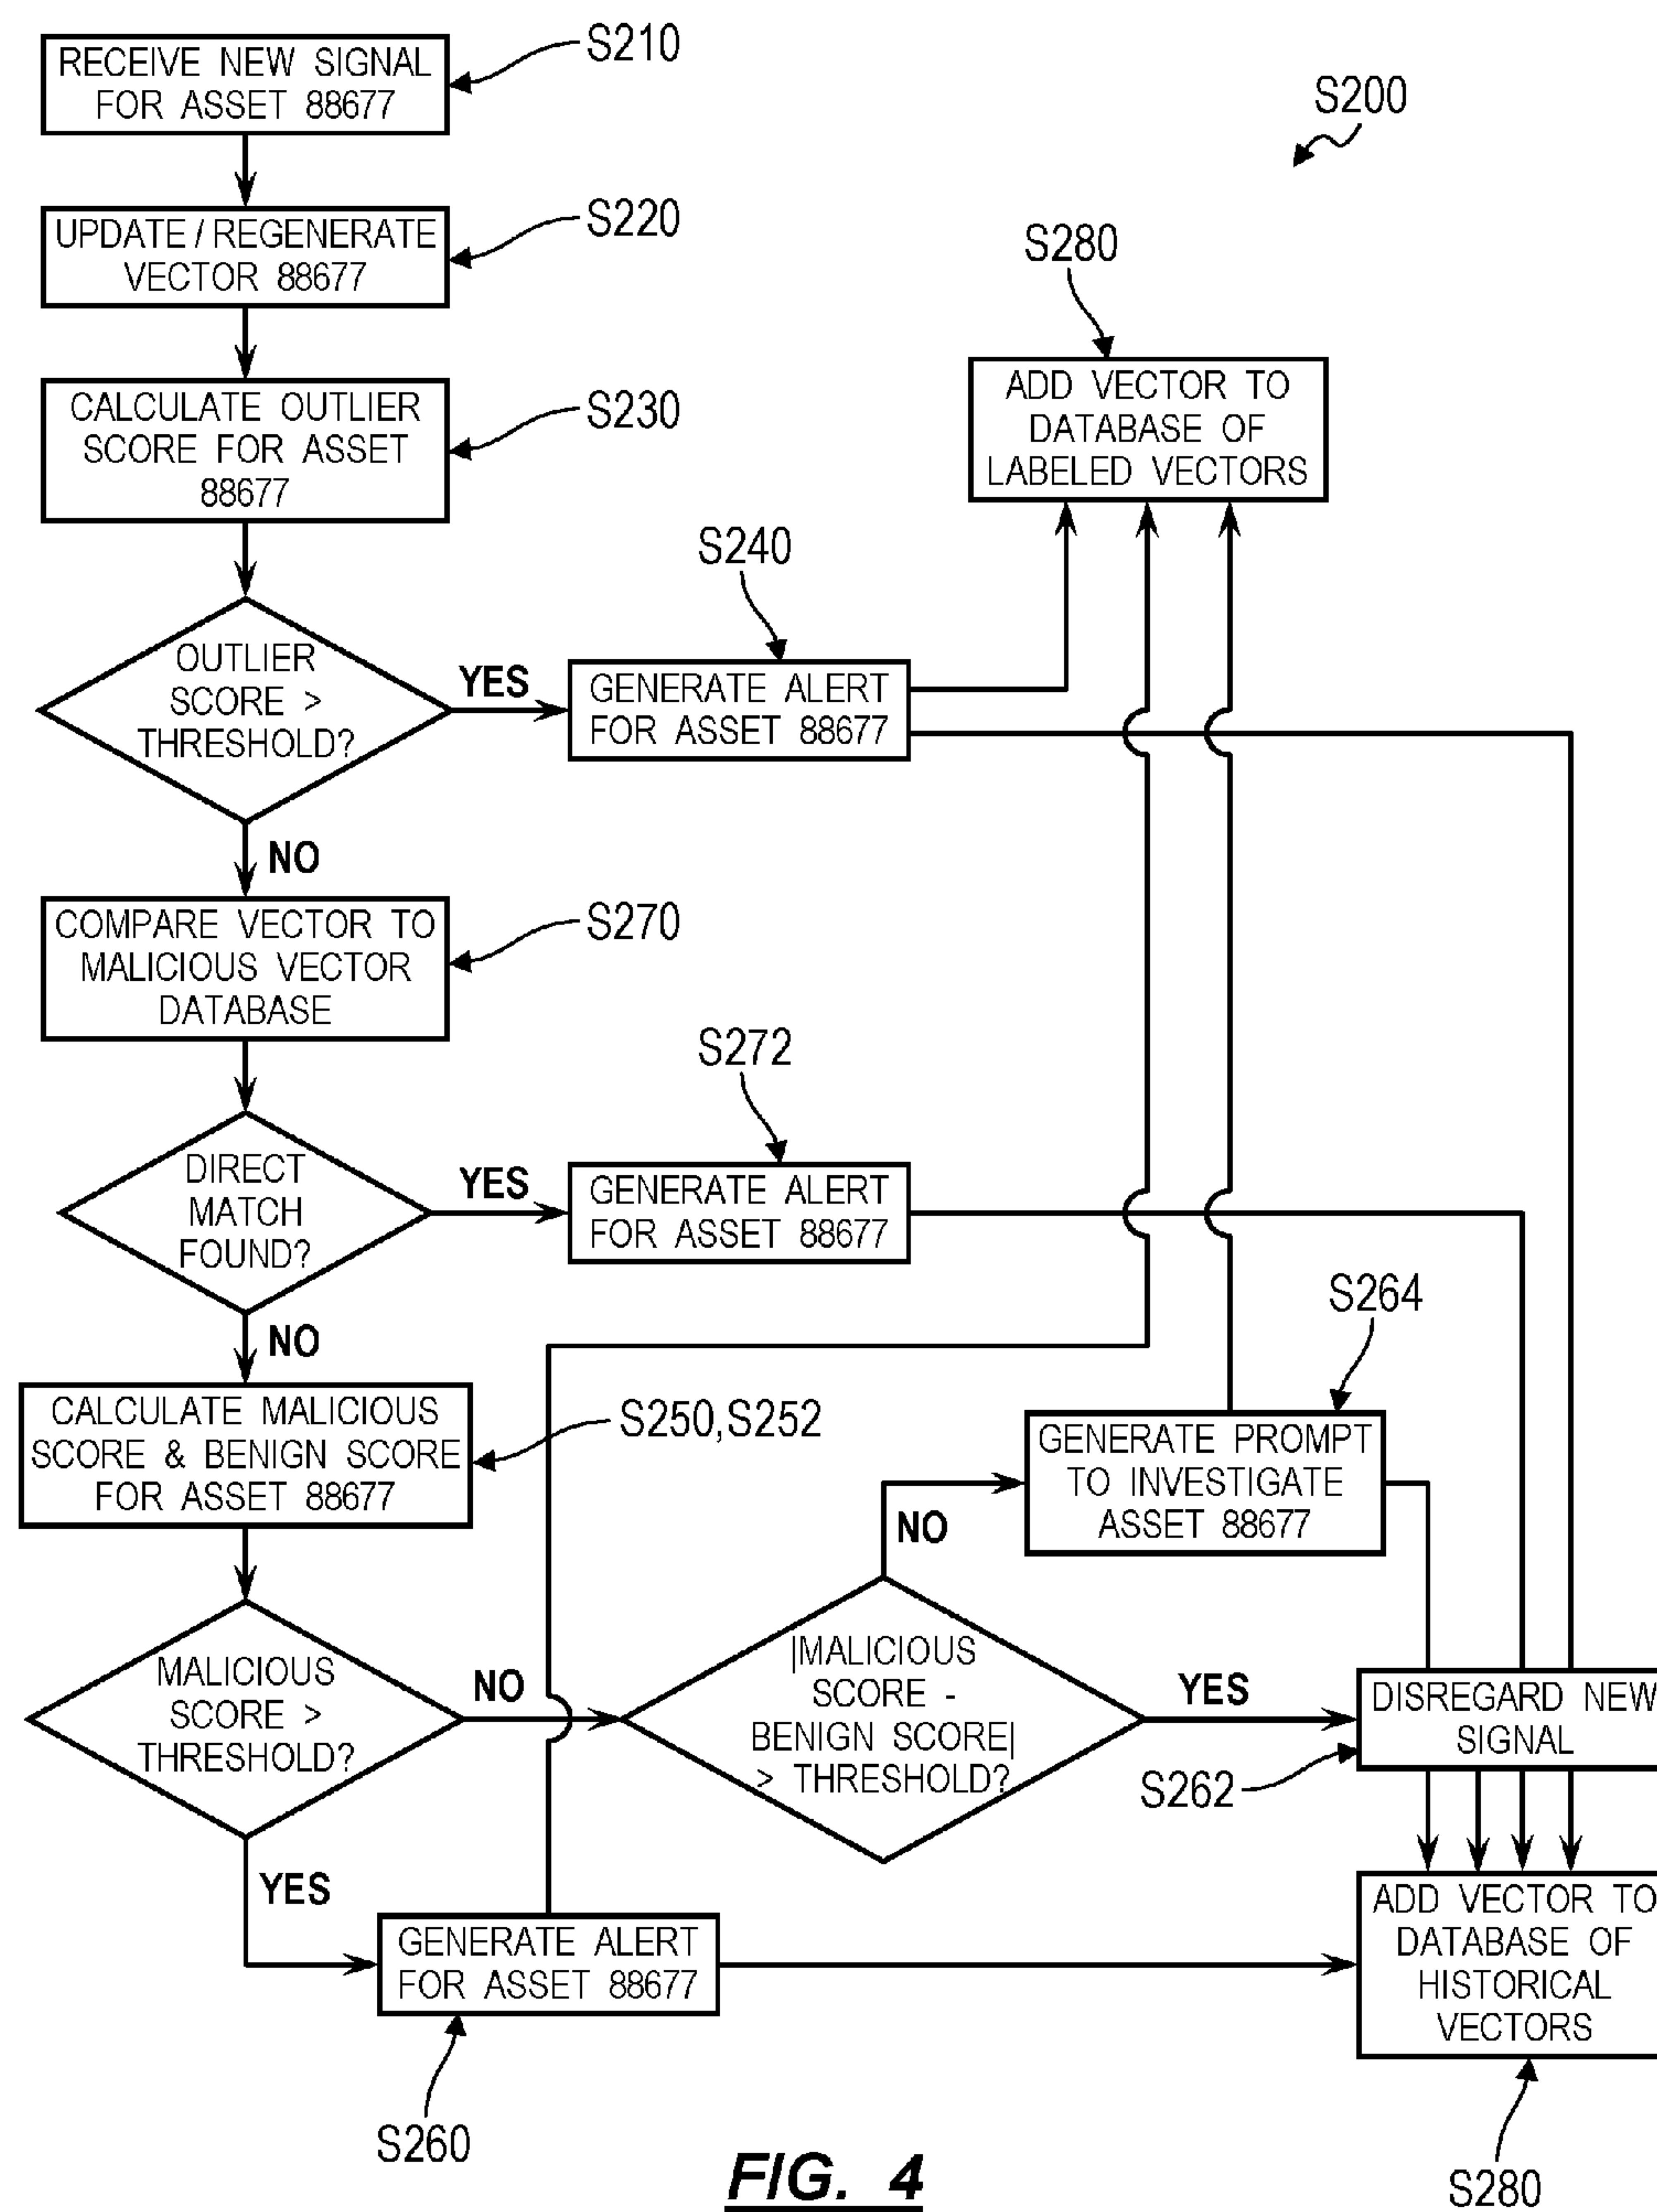 RECEIVE NEW SIGNAL
FOR ASSET 88677
S210
S200
UPDATE / REGENERATE
VECTOR 88677
S220
CALCULATE OUTLIER
SCORE FOR ASSET
88677
S230
S280
ADD VECTOR TO
DATABASE OF
LABELED VECTORS
OUTLIER
SCORE >
THRESHOLD?
YES
S240
GENERATE ALERT
FOR ASSET 88677
NO
COMPARE VECTOR TO
MALICIOUS VECTOR
DATABASE
S270
DIRECT
MATCH
FOUND?
YES
S272
GENERATE ALERT
FOR ASSET 88677
NO
CALCULATE MALICIOUS
SCORE & BENIGN SCORE
FOR ASSET 88677
S250,S252
S264
GENERATE PROMPT
TO INVESTIGATE
ASSET 88677
NO
MALICIOUS
SCORE >
THRESHOLD?
NO
|MALICIOUS
SCORE -
BENIGN SCORE|
> THRESHOLD?
YES
DISREGARD NEW
SIGNAL
S262
YES
GENERATE ALERT
FOR ASSET 88677
S260
ADD VECTOR TO
DATABASE OF
HISTORICAL
VECTORS
S280
FIG. 4